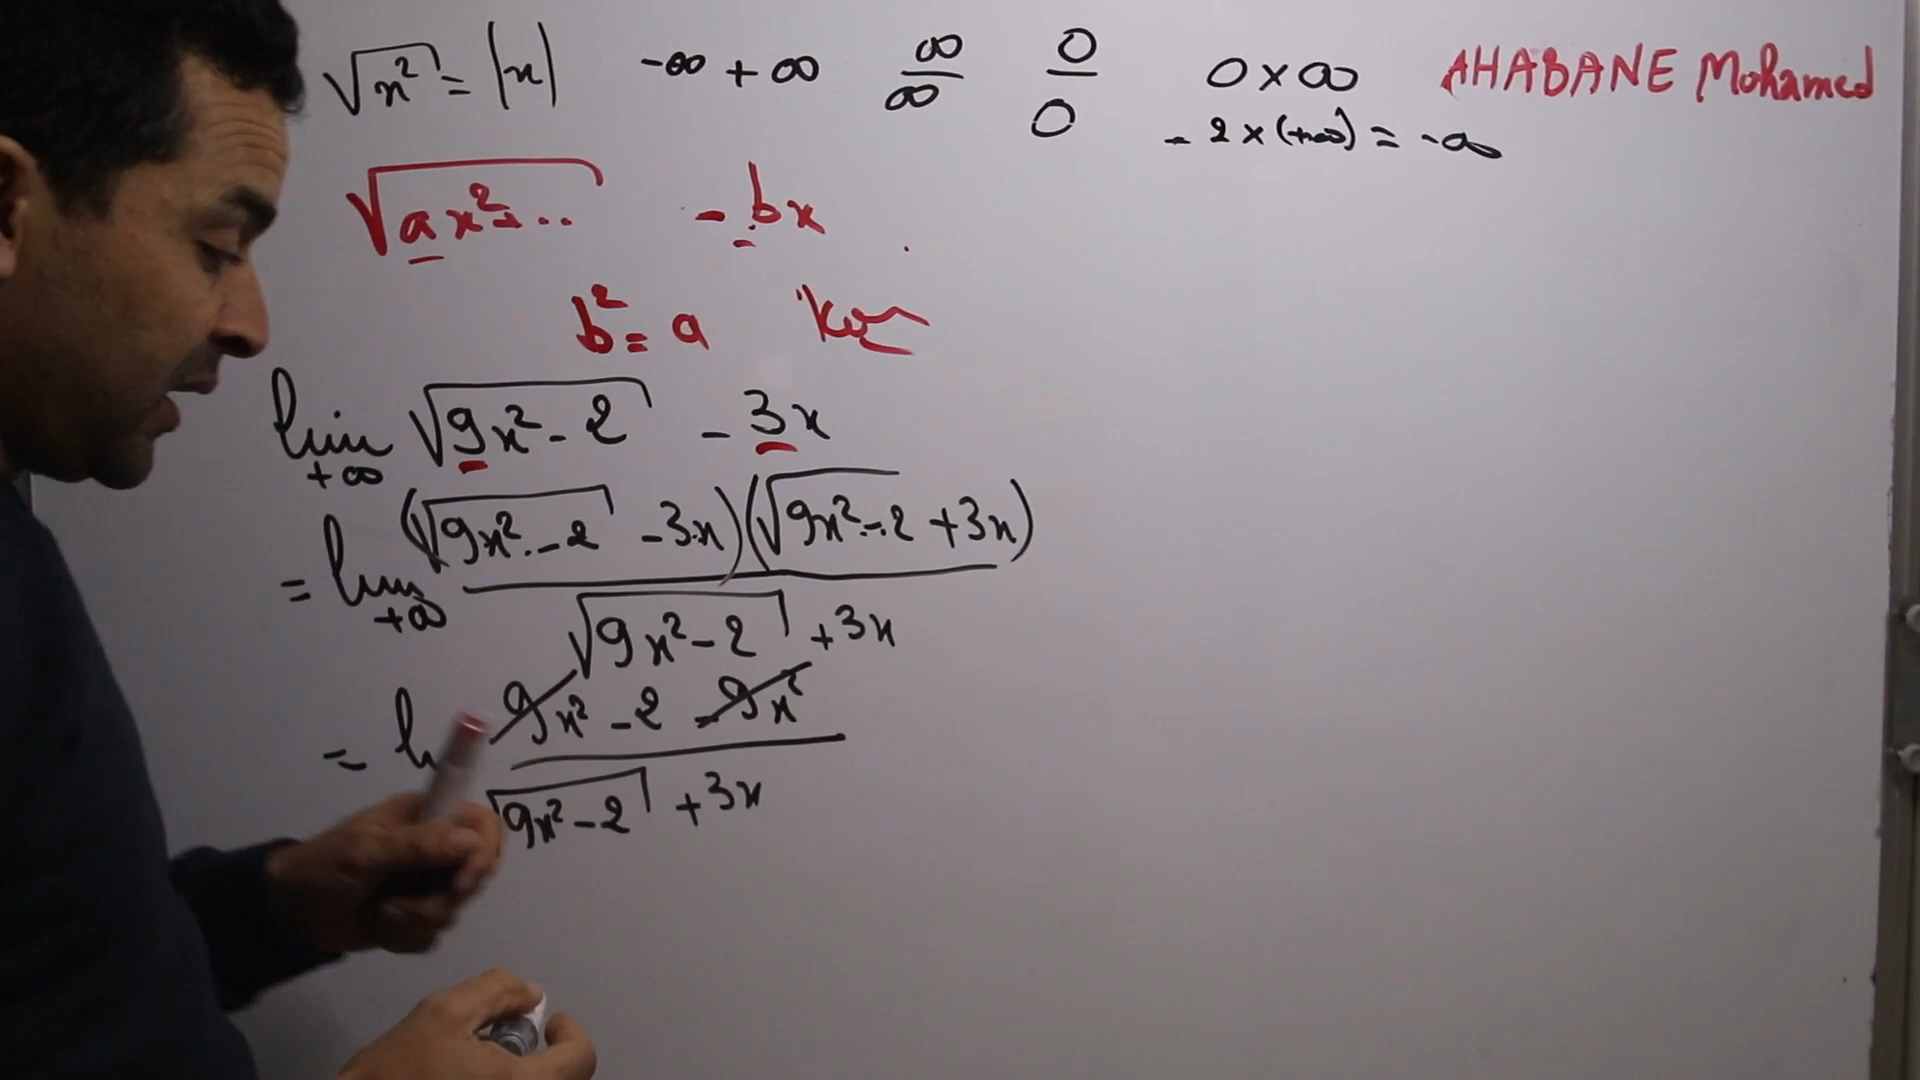 √x² = |x|   -∞ + ∞   ∞/∞   0/0   0 × ∞   AHABANE Mohamed
- 2 × (+∞) = -∞
√ax²+..   - bx
b² = a
lim +∞ √9x² - 2 - 3x
= lim +∞ (√9x² - 2 - 3x)(√9x² - 2 + 3x) / √9x² - 2 + 3x
= 9x² - 2 - 9x² / √9x² - 2 + 3x